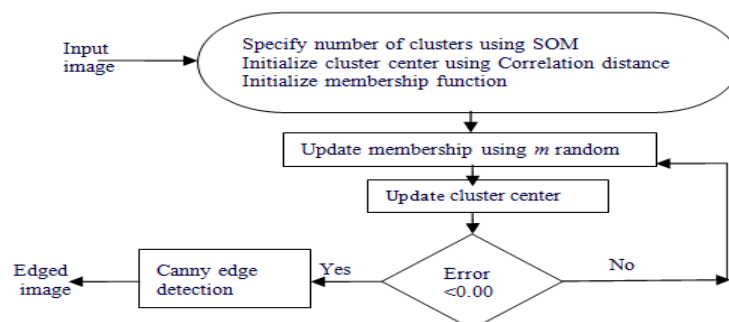 Input
image
Specify number of clusters using SOM
Initialize cluster center using Correlation distance
Initialize membership function
Update membership using m random
Update cluster center
Error
<0.00
No
Yes
Canny edge
detection
Edged
image